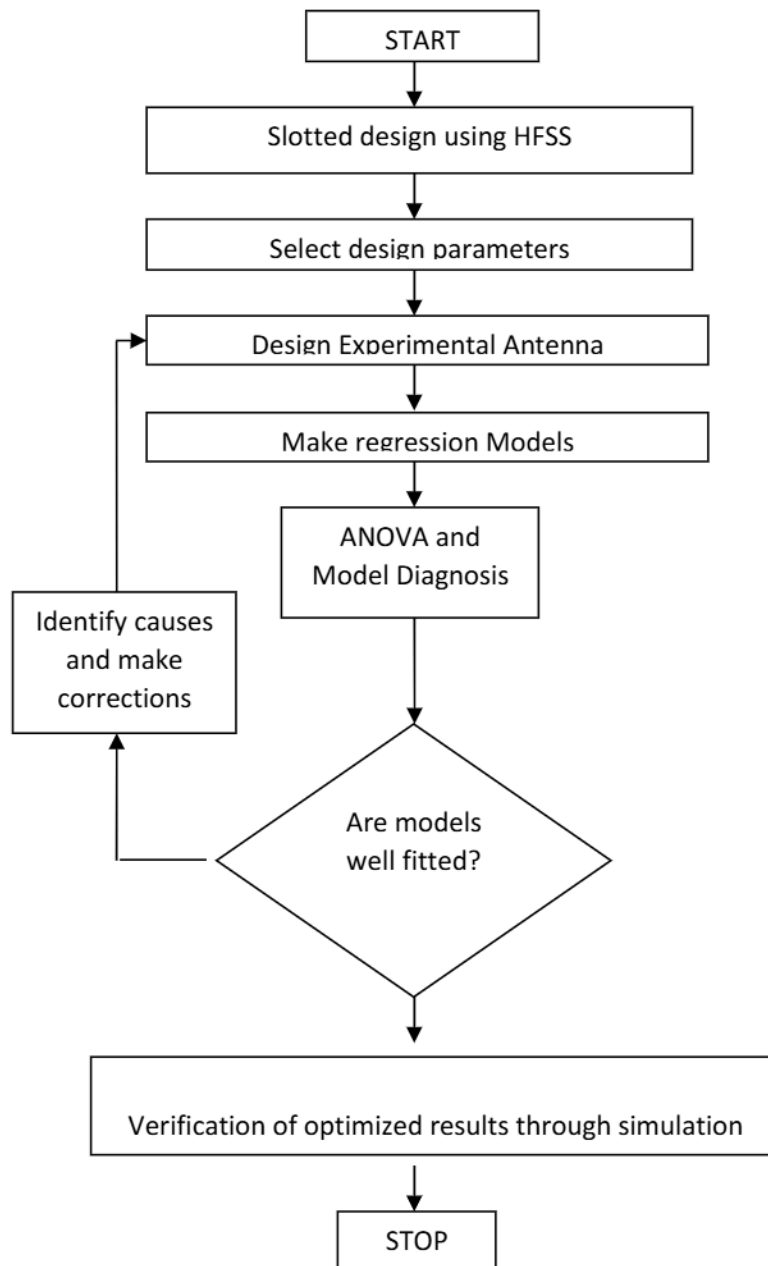 START
Slotted design using HFSS
Select design parameters
Design Experimental Antenna
Make regression Models
ANOVA and
Model Diagnosis
Identify causes
and make
corrections
Are models
well fitted?
Verification of optimized results through simulation
STOP